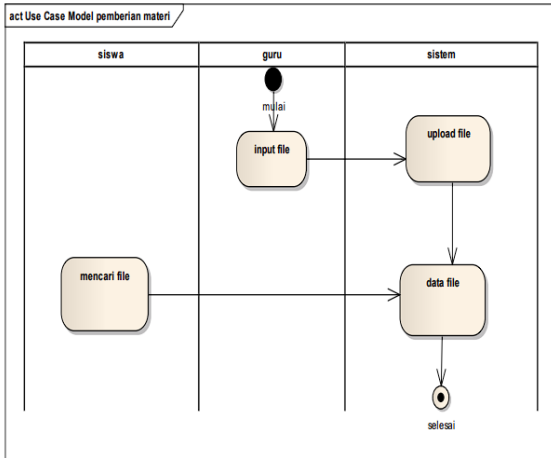 act Use Case Model pemberian materi
siswa
guru
sistem
mulai
input file
upload file
mencari file
data file
selesai